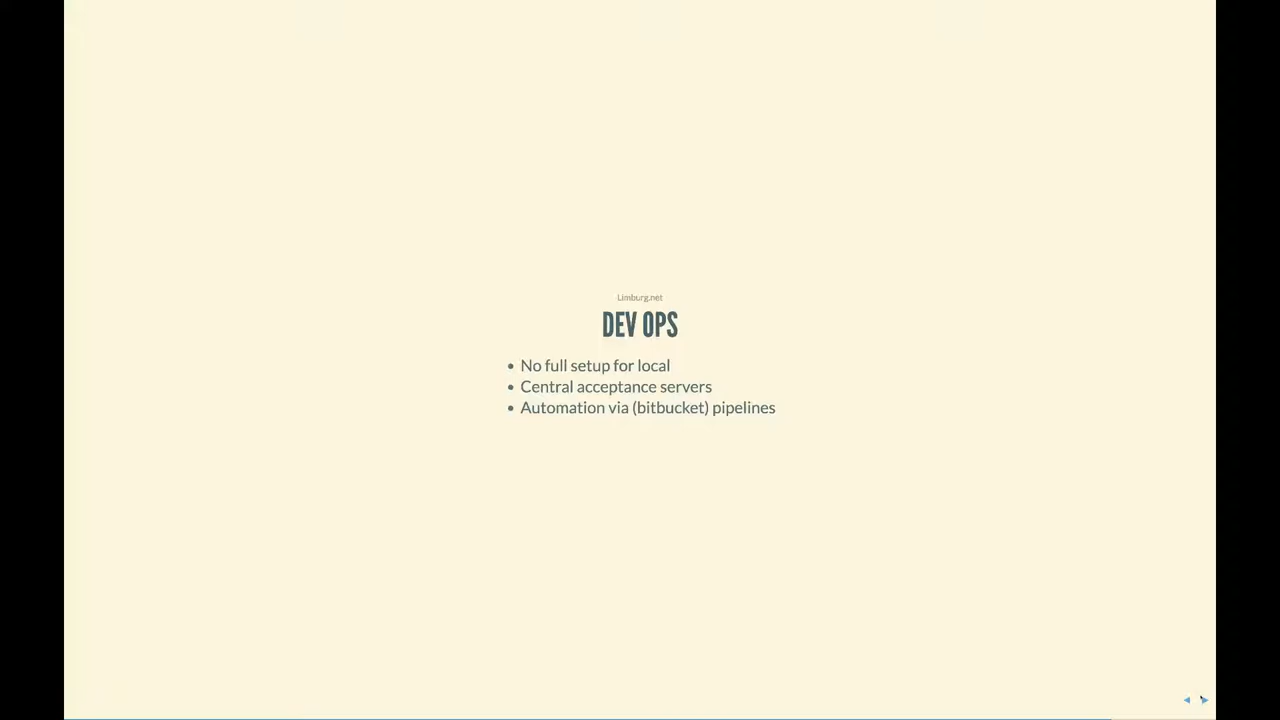 Limburg.net
DEV OPS
• No full setup for local
• Central acceptance servers
• Automation via (bitbucket) pipelines